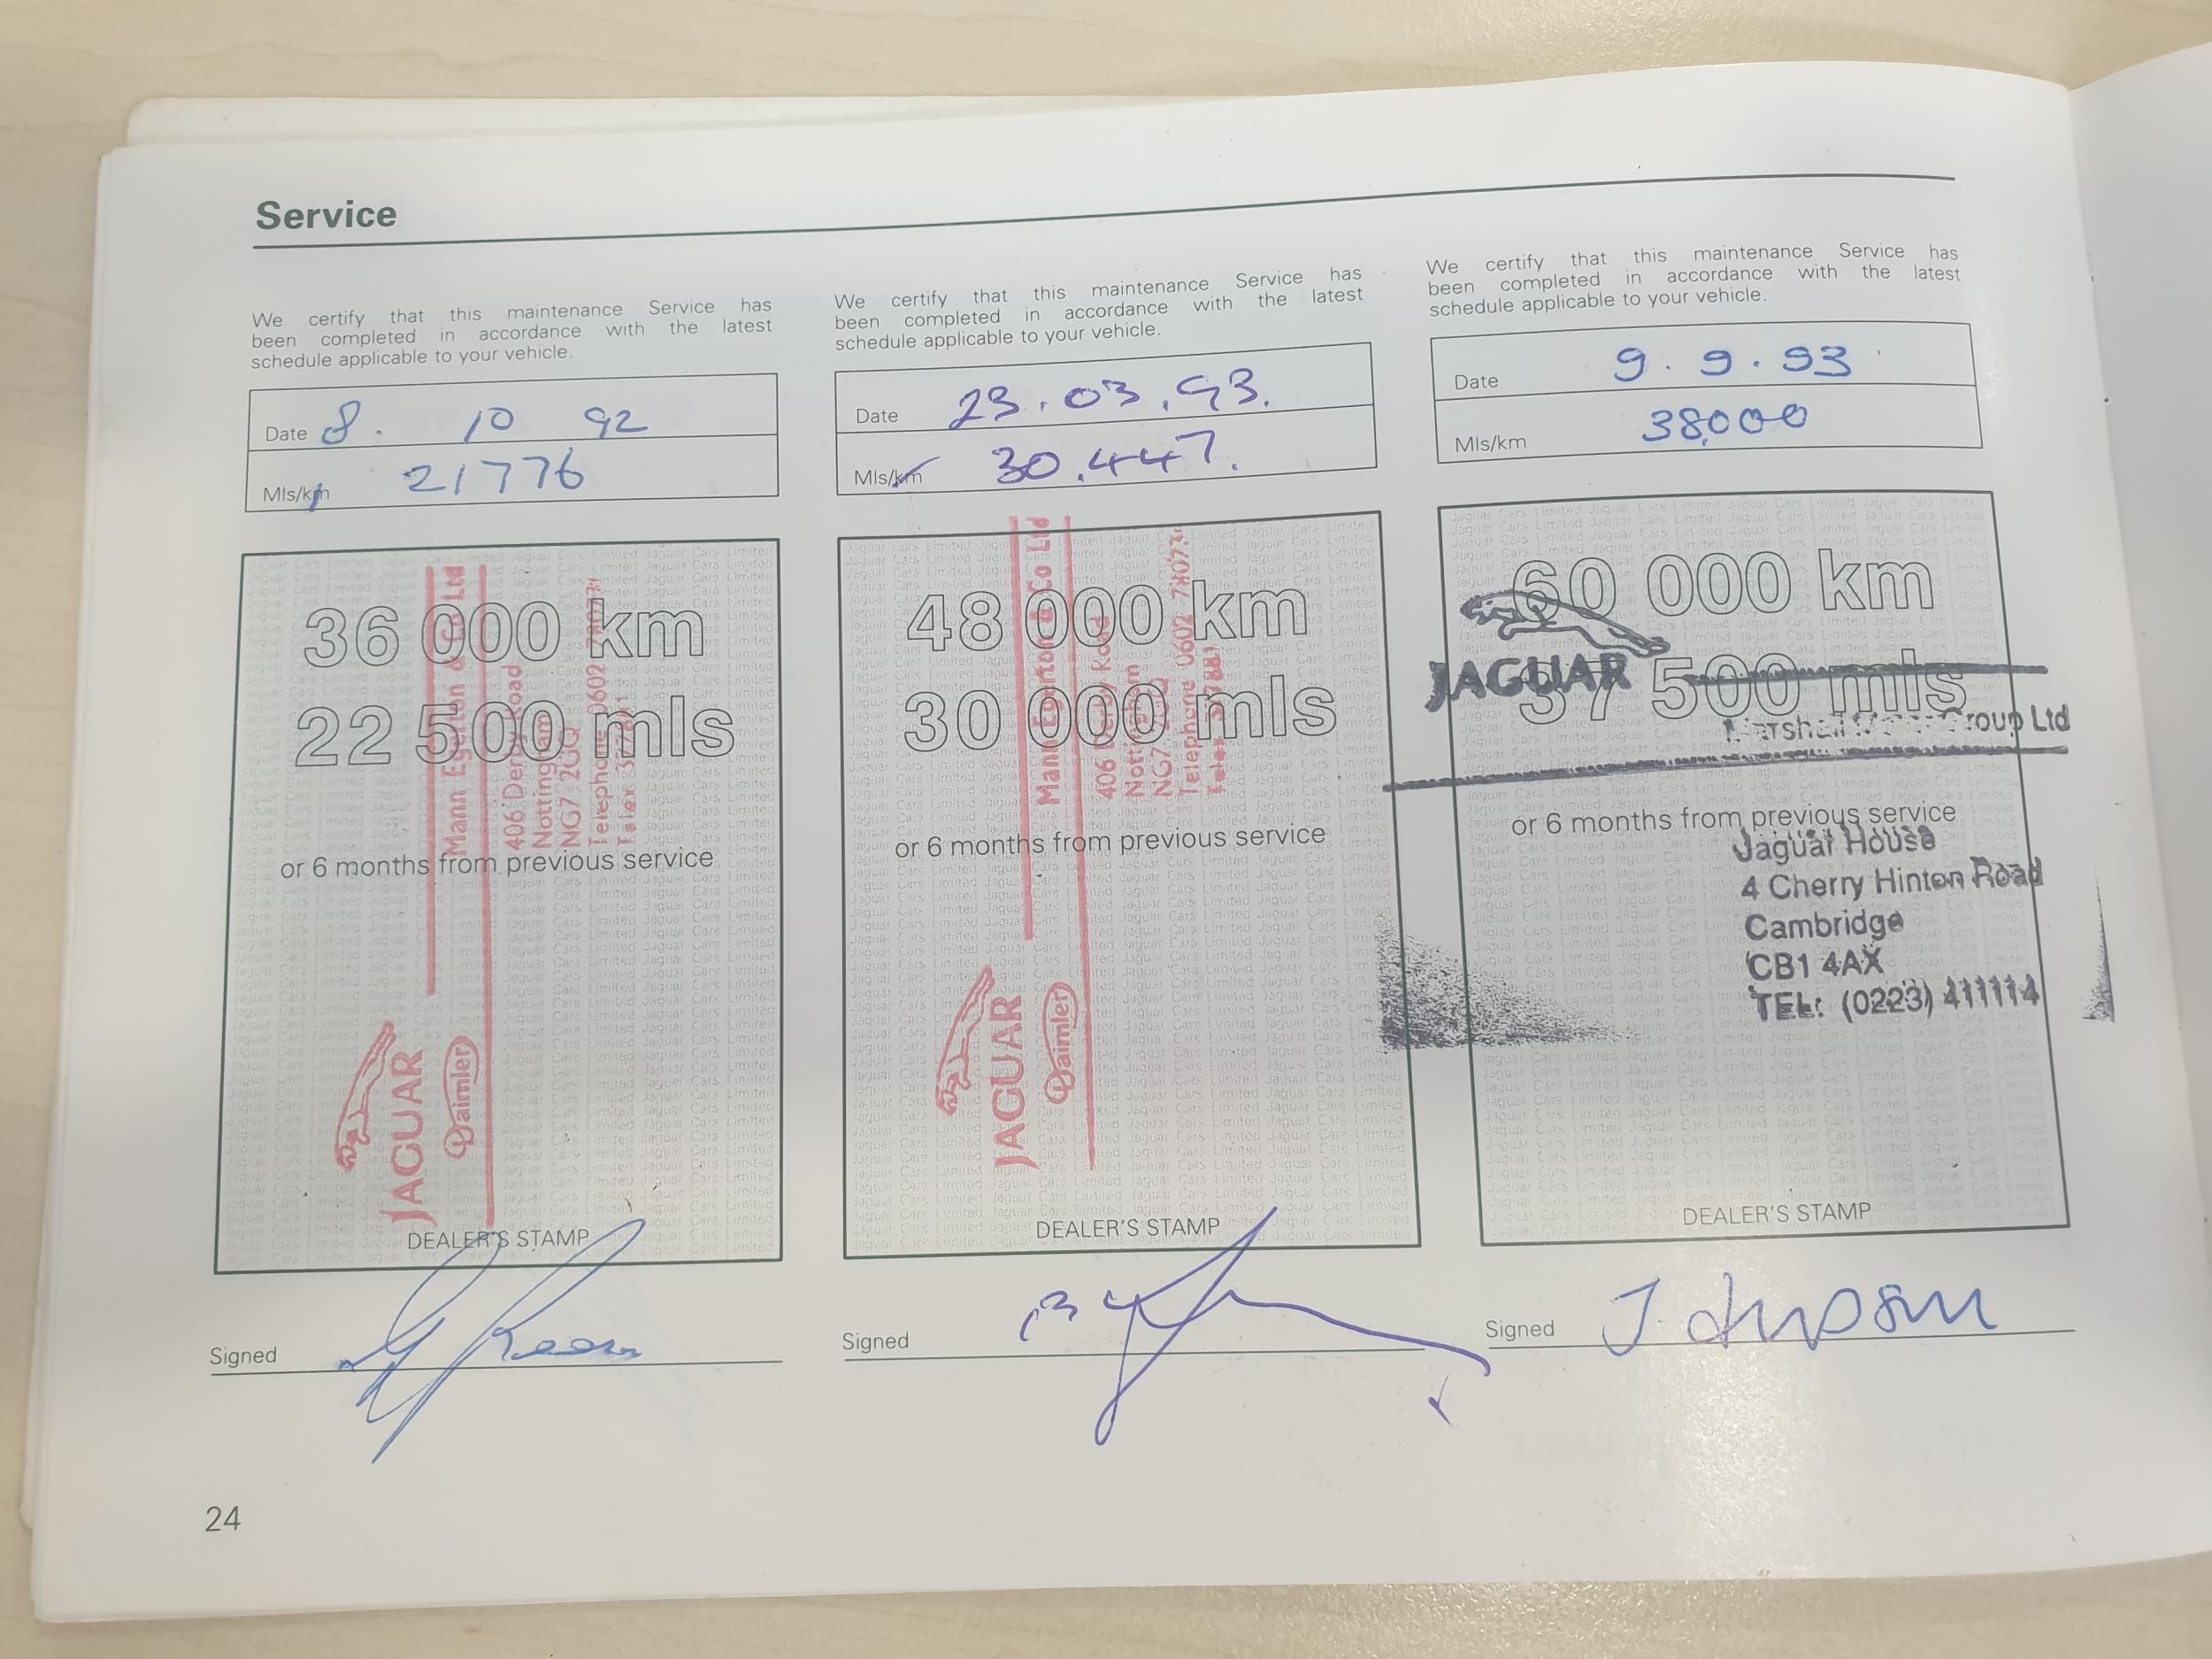 Service
We certify that this maintenance Service has
been completed in accordance with the latest
schedule applicable to your vehicle.
Date 8. 10 92
Mls/km 21776
36 000 km
22 500 mls
or 6 months from previous service
Mann Egerton & Co Ltd
406 Derby Road
Nottingham
NG7 2GQ
Telephone 0602
Telex
JAGUAR
Daimler
DEALER'S STAMP
Signed
We certify that this maintenance Service has
been completed in accordance with the latest
schedule applicable to your vehicle.
Date 23.03.93.
Mls/km 30.447.
48 000 km
30 000 mls
or 6 months from previous service
Mann Egerton & Co Ltd
406 Derby Road
Nottingham
NG7
Telephone 0602
JAGUAR
Daimler
DEALER'S STAMP
Signed
We certify that this maintenance Service has
been completed in accordance with the latest
schedule applicable to your vehicle.
Date 9.9.93
Mls/km 38,000
60 000 km
JAGUAR
37 500 mls
Group Ltd
or 6 months from previous service
Jaguar House
4 Cherry Hinton Road
Cambridge
CB1 4AX
TEL: (0223) 411114
DEALER'S STAMP
Signed
24